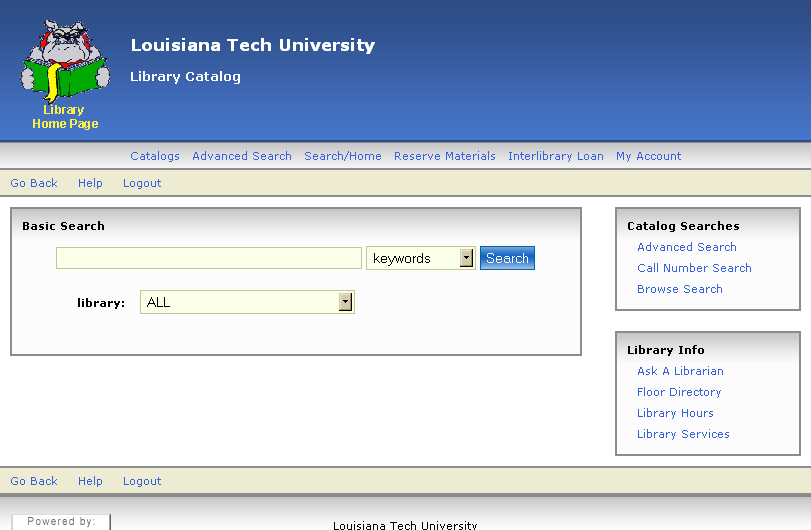 Louisiana Tech University
Library Catalog
Library
Home Page
Catalogs Advanced Search Search/Home Reserve Materials Interlibrary Loan My Account
Go Back Help Logout
Basic Search
keywords Search
library: ALL
Catalog Searches
Advanced Search
Call Number Search
Browse Search
Library Info
Ask A Librarian
Floor Directory
Library Hours
Library Services
Go Back Help Logout
Powered by:
Louisiana Tech University